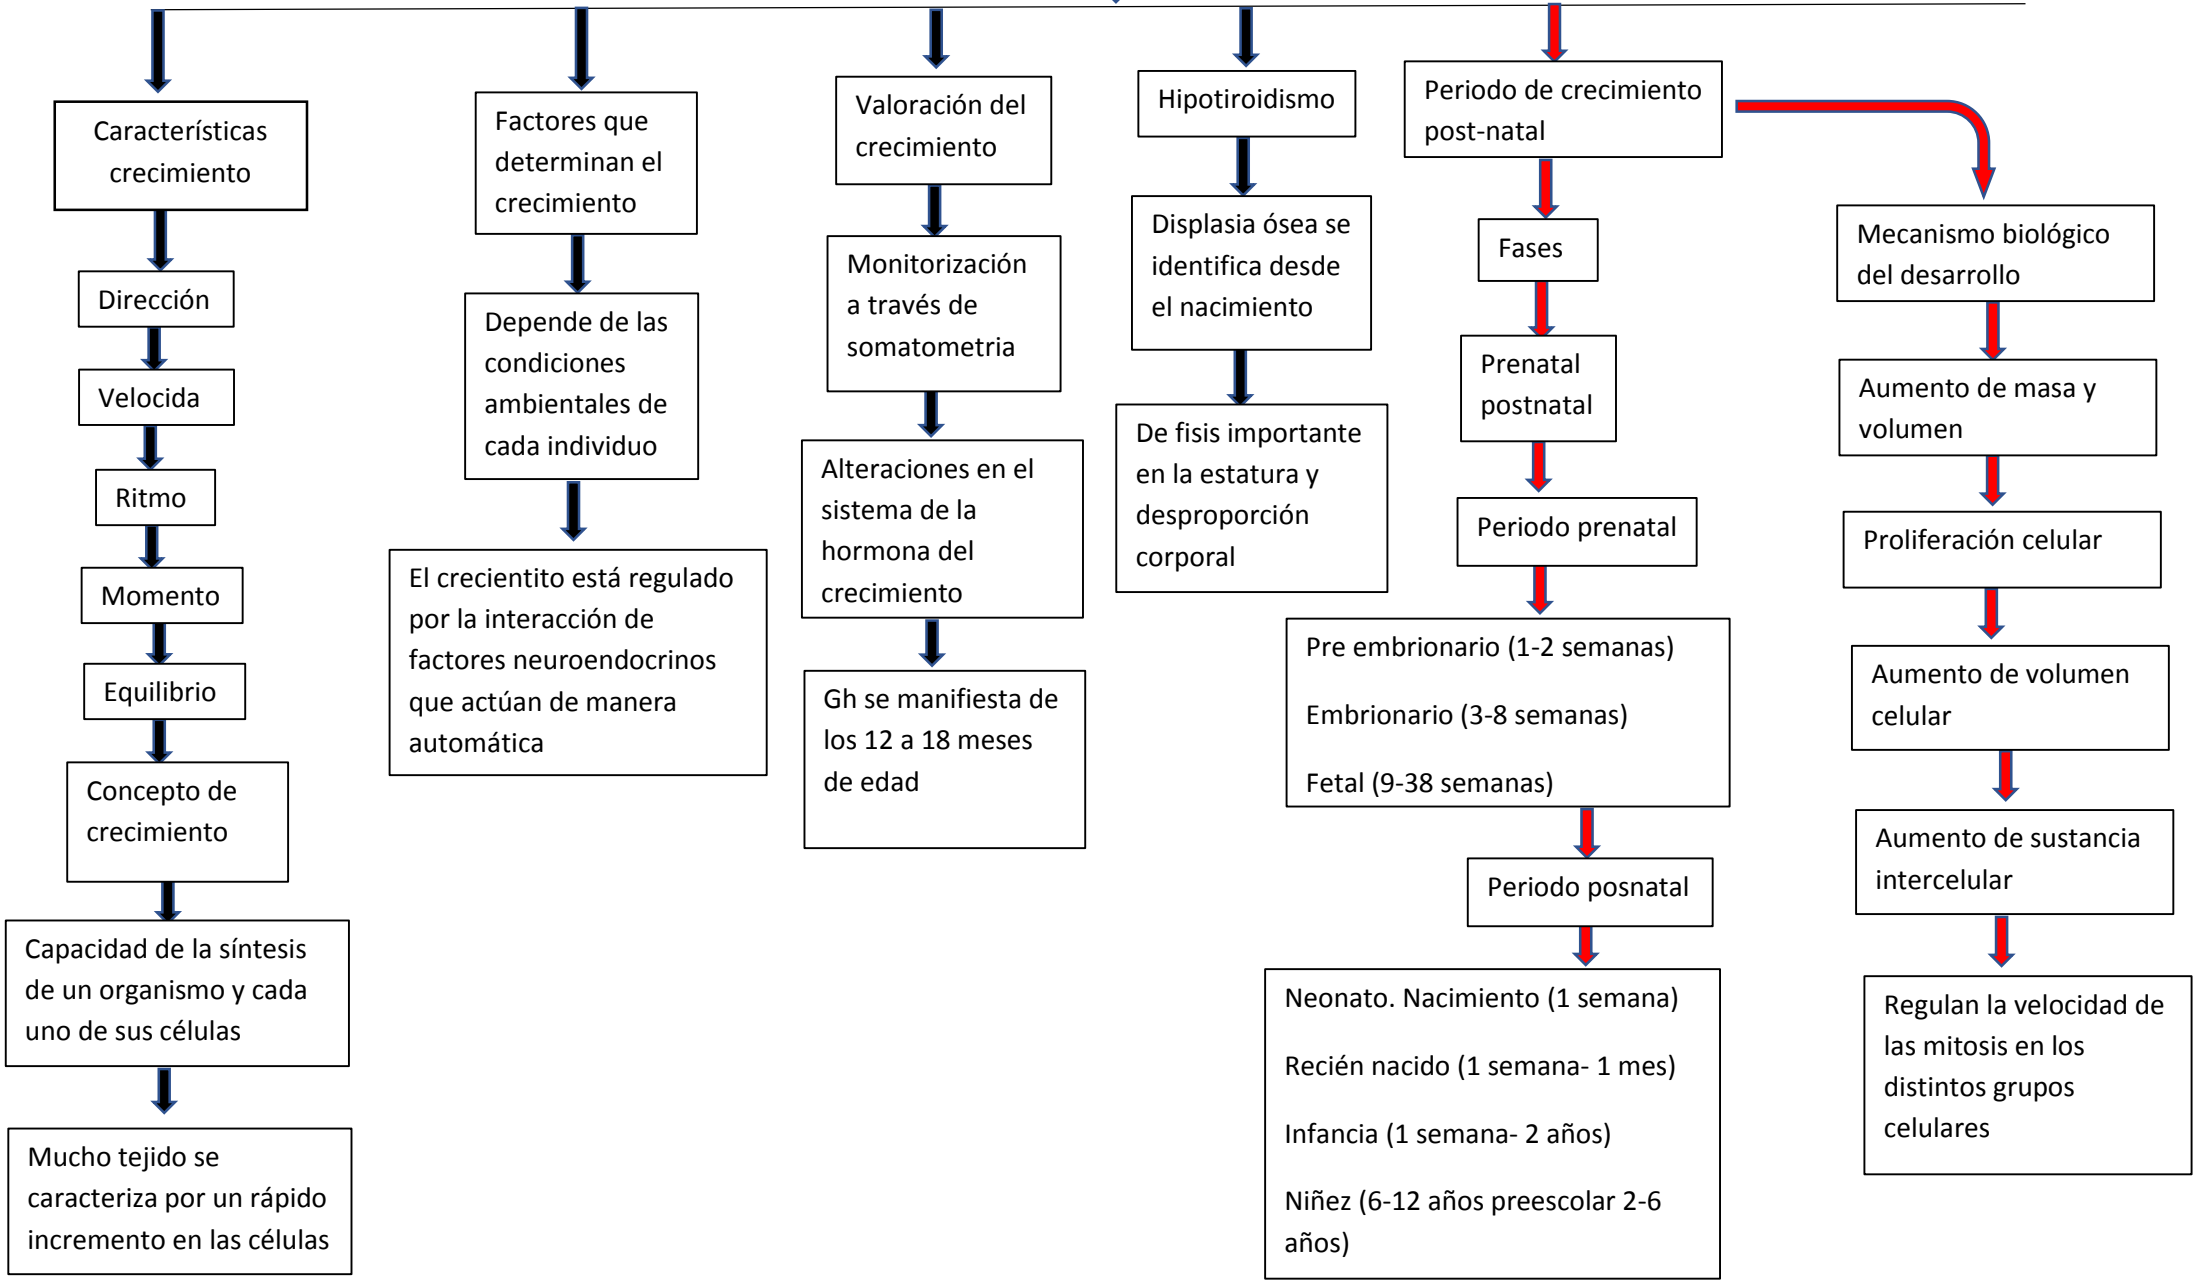 Características
crecimiento
Dirección
Velocida
Ritmo
Momento
Equilibrio
Concepto de
crecimiento
Capacidad de la síntesis
de un organismo y cada
uno de sus células
Mucho tejido se
caracteriza por un rápido
incremento en las células
Factores que
determinan el
crecimiento
Depende de las
condiciones
ambientales de
cada individuo
El crecientito está regulado
por la interacción de
factores neuroendocrinos
que actúan de manera
automática
Valoración del
crecimiento
Monitorización
a través de
somatometria
Alteraciones en el
sistema de la
hormona del
crecimiento
Gh se manifiesta de
los 12 a 18 meses
de edad
Hipotiroidismo
Displasia ósea se
identifica desde
el nacimiento
De fisis importante
en la estatura y
desproporción
corporal
Periodo de crecimiento
post-natal
Fases
Prenatal
postnatal
Periodo prenatal
Pre embrionario (1-2 semanas)
Embrionario (3-8 semanas)
Fetal (9-38 semanas)
Periodo posnatal
Neonato. Nacimiento (1 semana)
Recién nacido (1 semana- 1 mes)
Infancia (1 semana- 2 años)
Niñez (6-12 años preescolar 2-6
años)
Mecanismo biológico
del desarrollo
Aumento de masa y
volumen
Proliferación celular
Aumento de volumen
celular
Aumento de sustancia
intercelular
Regulan la velocidad de
las mitosis en los
distintos grupos
celulares